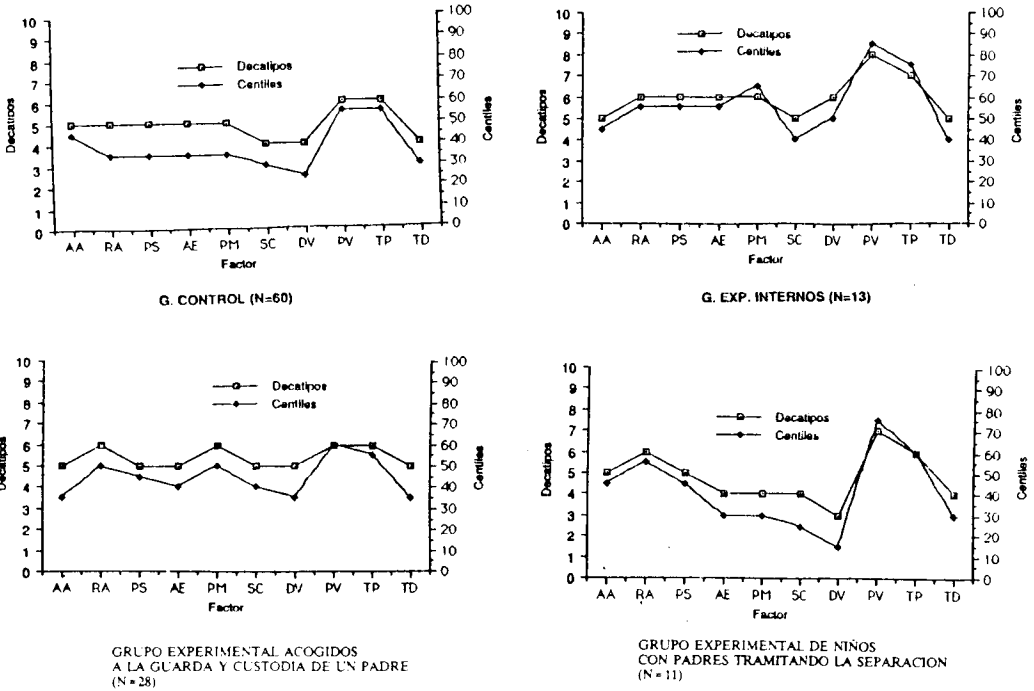 10
9
8
7
6
5
4
3
2
1
0
Decatipos
100
90
80
70
60
50
40
30
20
10
0
Centiles
Decatipos
Centiles
AA RA PS AE PM SC DV PV TP TD
Factor
G. CONTROL (N=60)
10
9
8
7
6
5
4
3
2
1
0
Decatipos
100
90
80
70
60
50
40
30
20
10
0
Centiles
Decatipos
Centiles
AA RA PS AE PM SC DV PV TP TD
Factor
G. EXP. INTERNOS (N=13)
10
9
8
7
6
5
4
3
2
1
0
Decatipos
100
90
80
70
60
50
40
30
20
10
0
Centiles
Decatipos
Centiles
AA RA PS AE PM SC DV PV TP TD
Factor
GRUPO EXPERIMENTAL ACOGIDOS
A LA GUARDA Y CUSTODIA DE UN PADRE
(N=28)
10
9
8
7
6
5
4
3
2
1
0
Decatipos
100
90
80
70
60
50
40
30
20
10
0
Centiles
Decatipos
Centiles
AA RA PS AE PM SC DV PV TP TD
Factor
GRUPO EXPERIMENTAL DE NIÑOS
CON PADRES TRAMITANDO LA SEPARACION
(N=11)